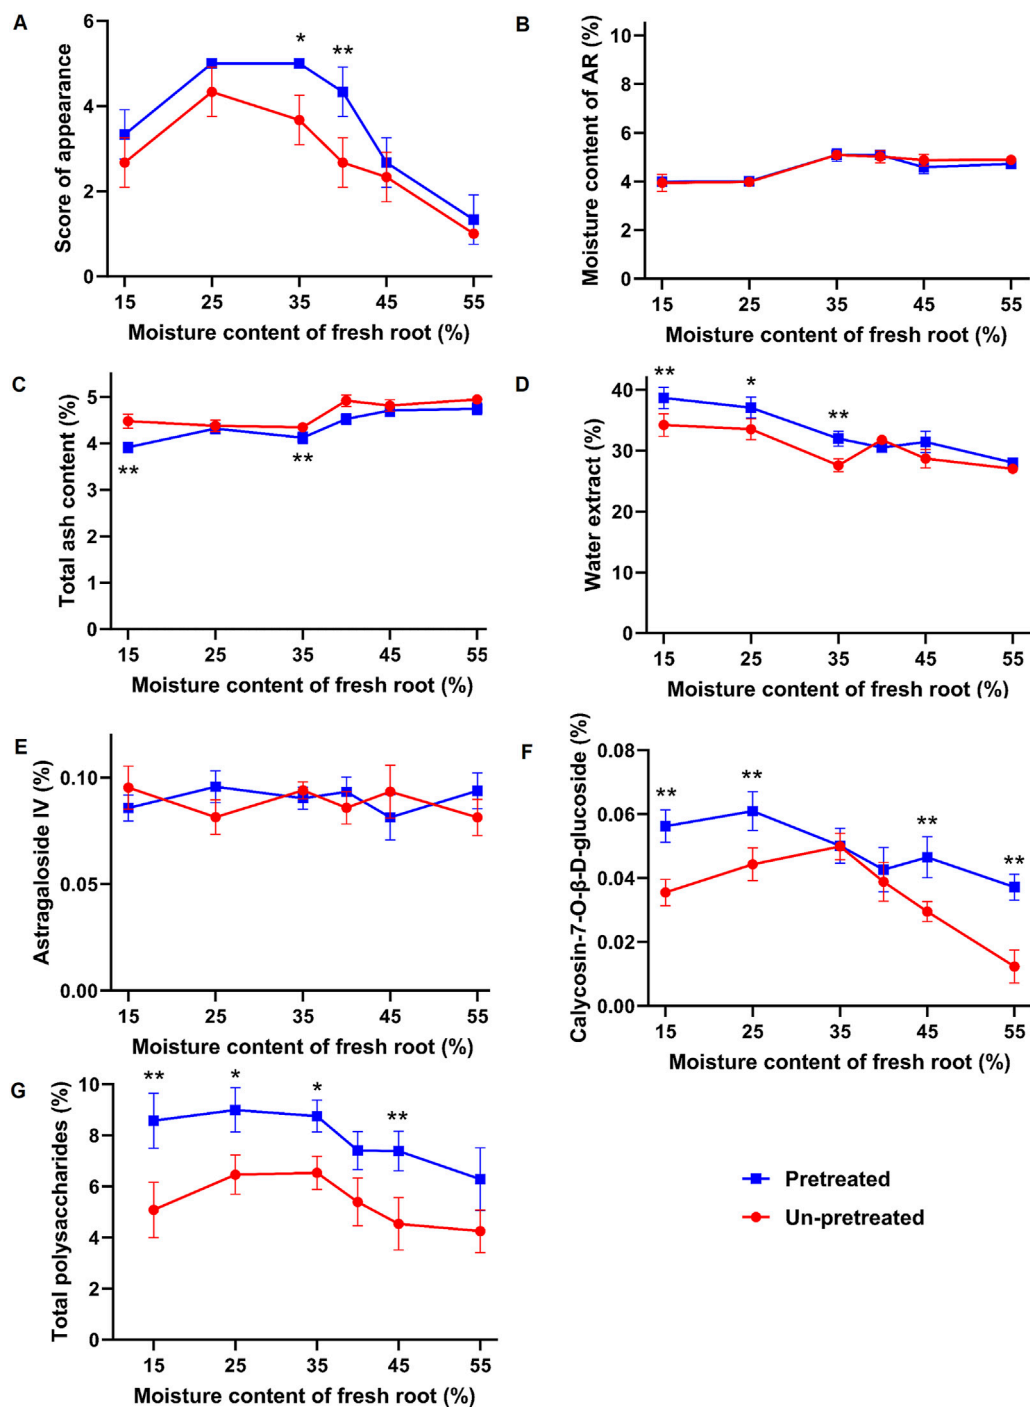 A
Score of appearance
6
4
2
0
* **
15 25 35 45 55
Moisture content of fresh root (%)
B
Moisture content of AR (%)
10
8
6
4
2
0
15 25 35 45 55
Moisture content of fresh root (%)
C
Total ash content (%)
5
4
3
2
1
0
** **
15 25 35 45 55
Moisture content of fresh root (%)
D
Water extract (%)
40
30
20
10
0
** * **
15 25 35 45 55
Moisture content of fresh root (%)
E
Astragaloside IV (%)
0.10
0.05
0.00
15 25 35 45 55
Moisture content of fresh root (%)
F
Calycosin-7-O-β-D-glucoside (%)
0.08
0.06
0.04
0.02
0.00
** ** ** **
15 25 35 45 55
Moisture content of fresh root (%)
G
Total polysaccharides (%)
10
8
6
4
2
0
** * * **
15 25 35 45 55
Moisture content of fresh root (%)
Pretreated
Un-pretreated